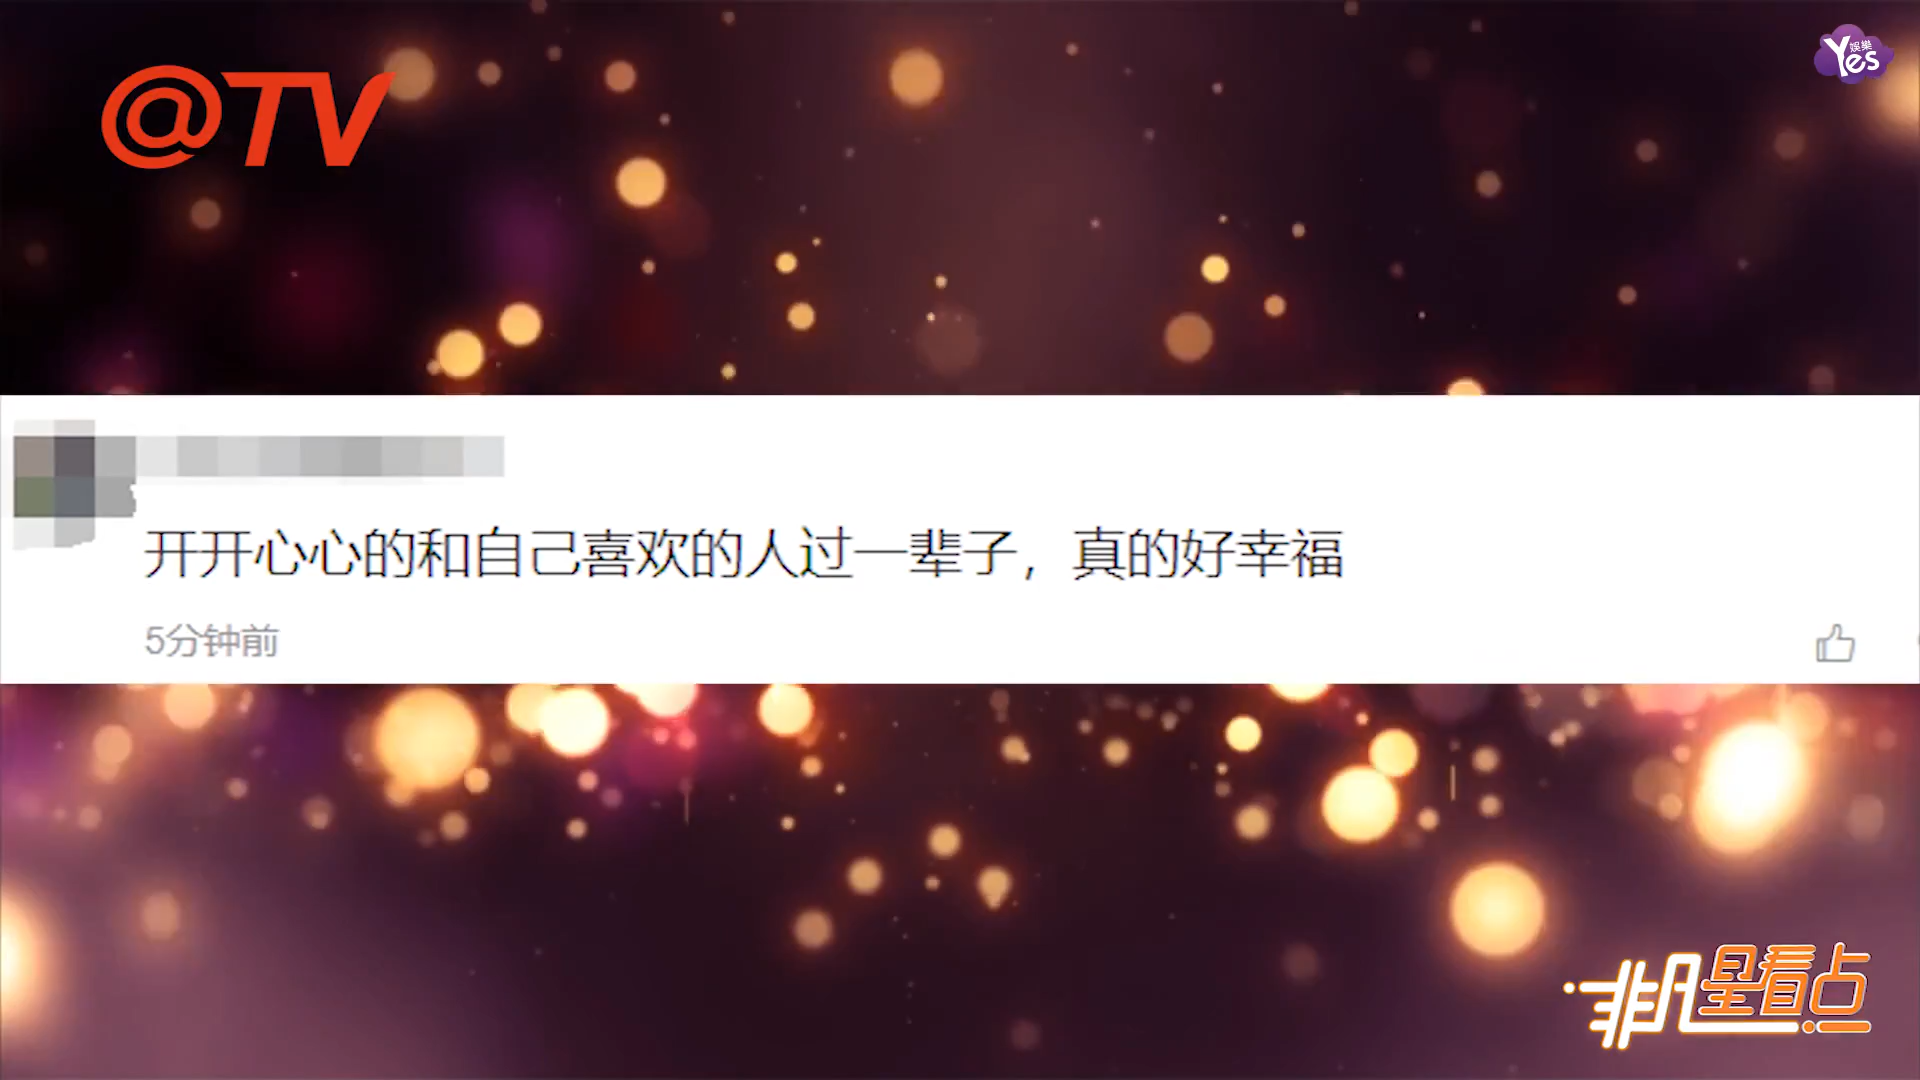 @TV
Yes 娛樂
开开心心的和自己喜欢的人过一辈子，真的好幸福
5分钟前
非凡星看点